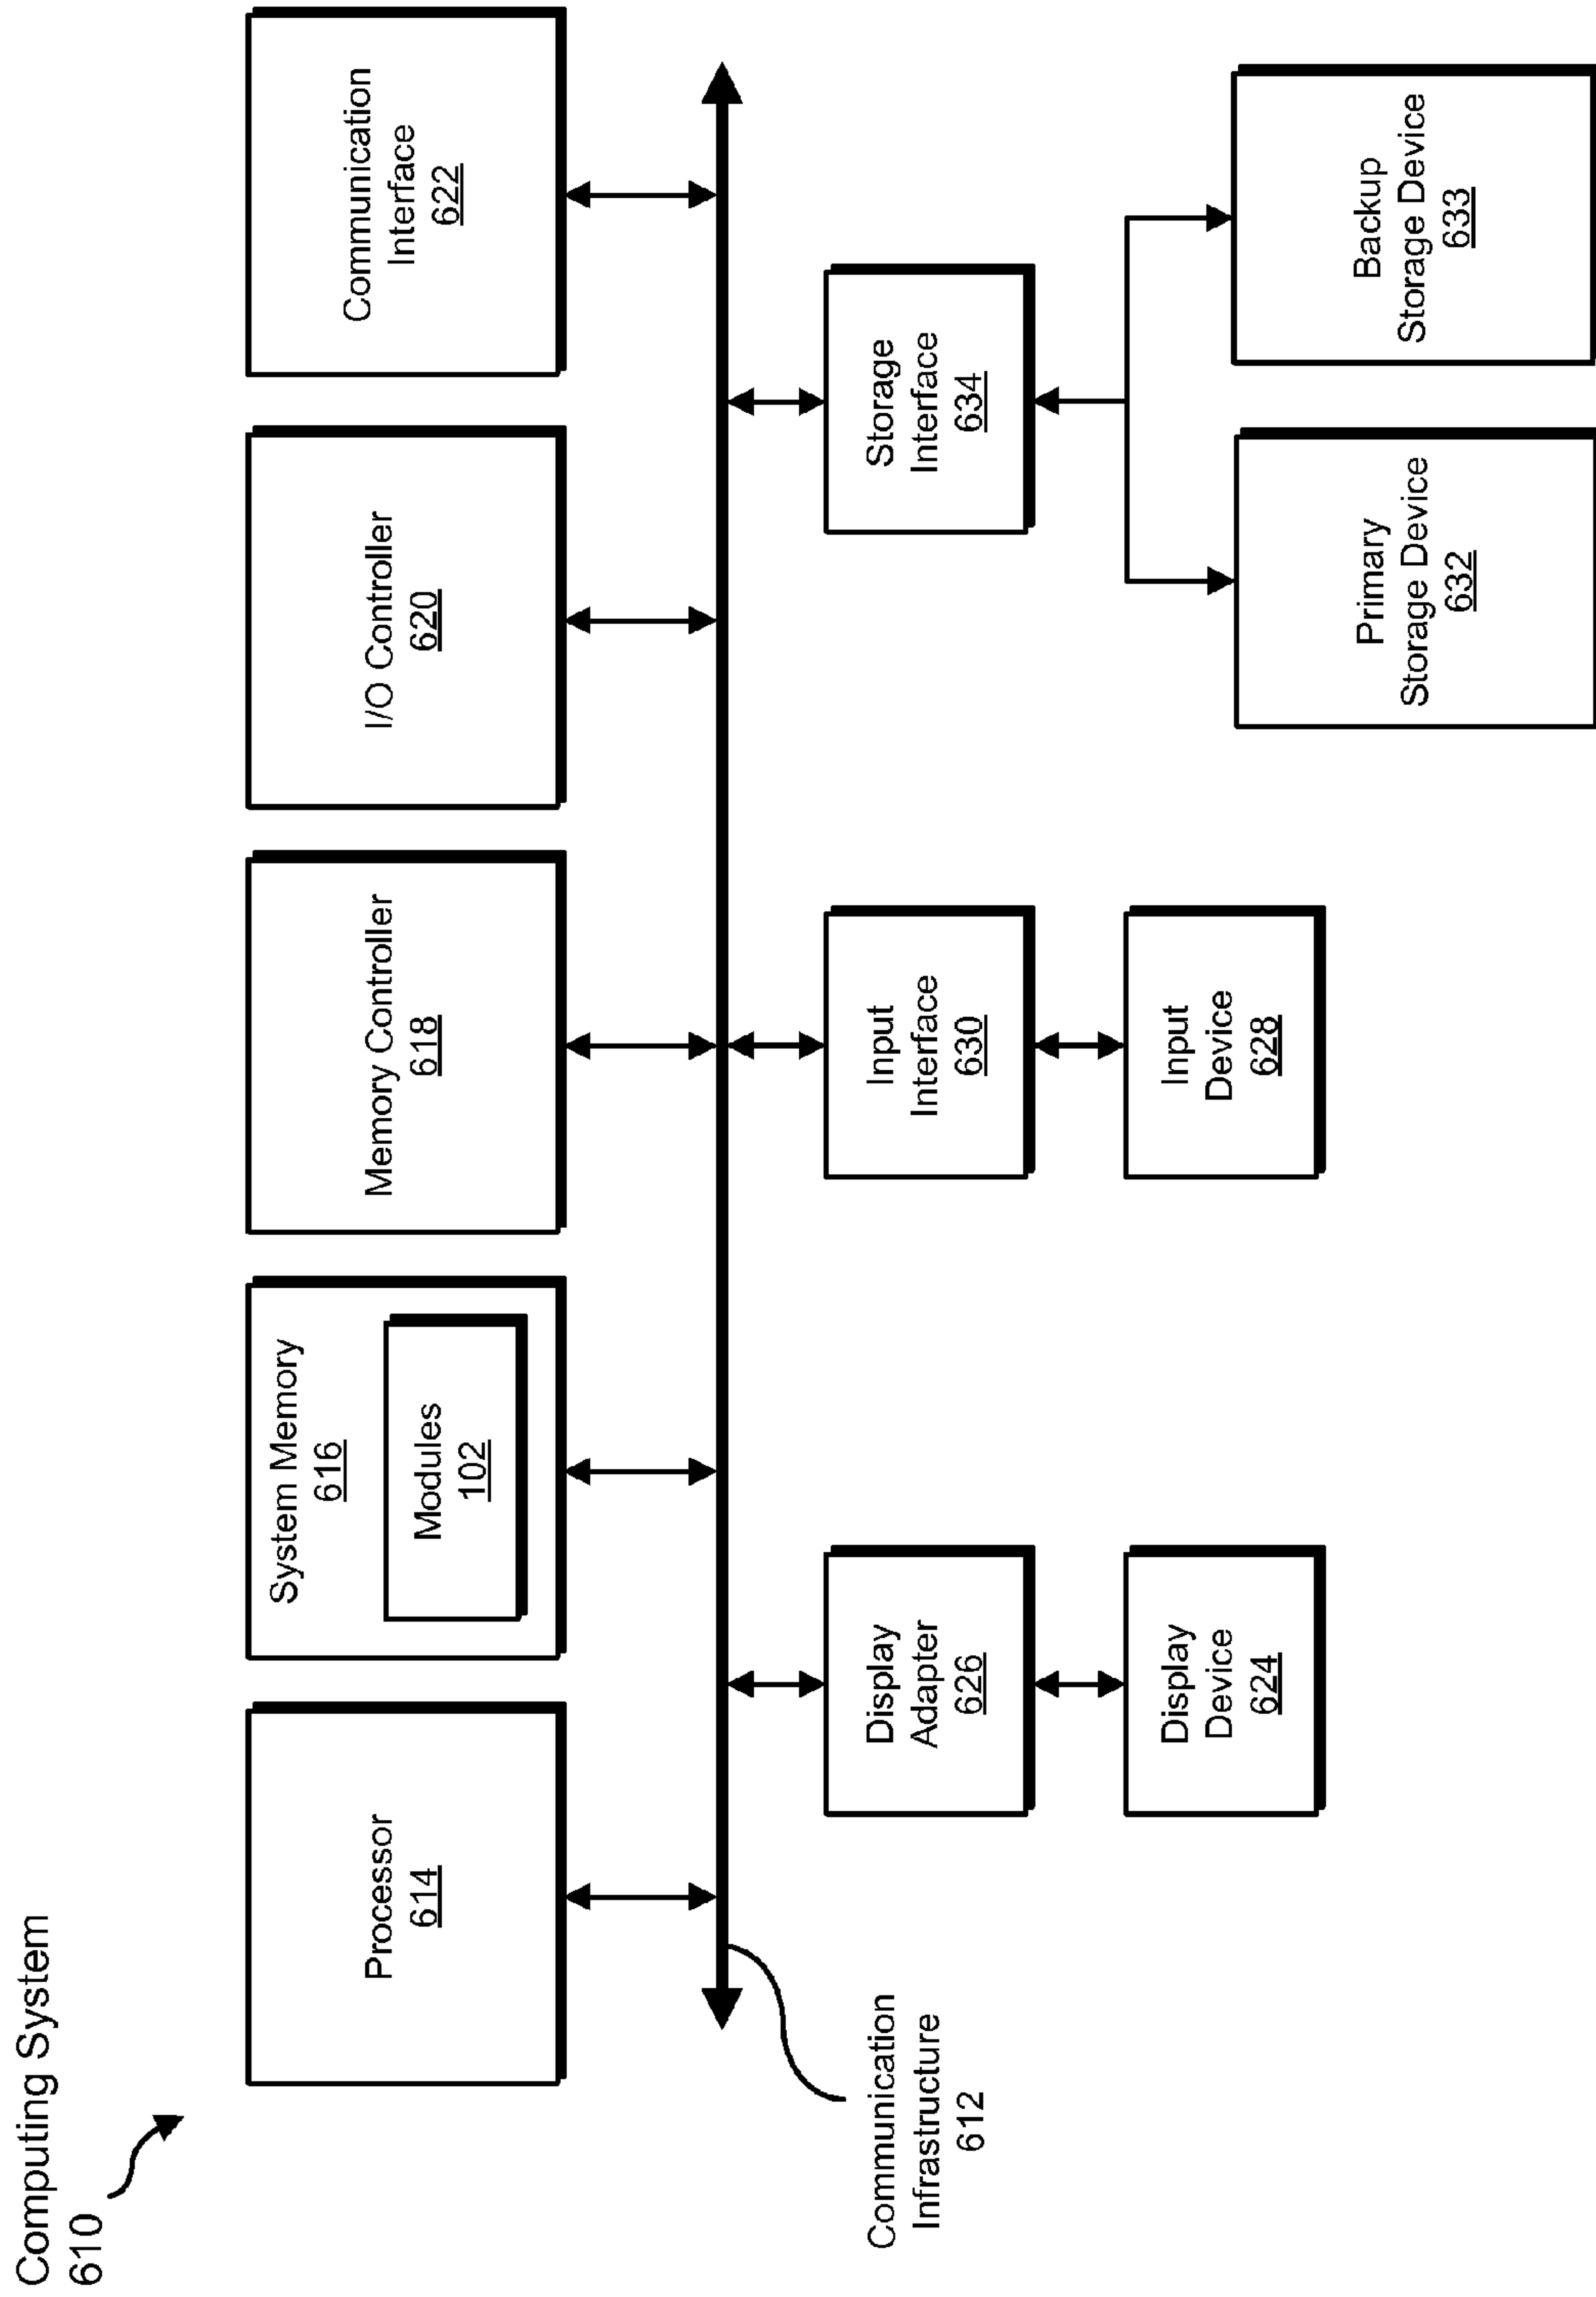 Computing System
610
Processor
614
System Memory
616
Modules
102
Memory Controller
618
I/O Controller
620
Communication
Interface
622
Communication
Infrastructure
612
Display
Adapter
626
Input
Interface
630
Storage
Interface
634
Display
Device
624
Input
Device
628
Primary
Storage Device
632
Backup
Storage Device
633